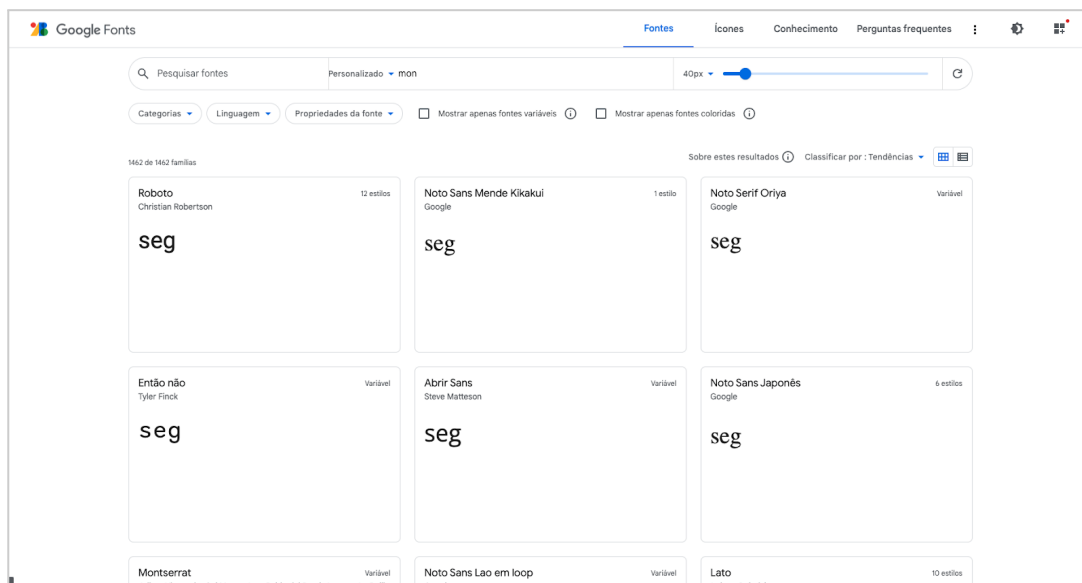 Google Fonts Fontes Ícones Conhecimento Perguntas frequentes
Pesquisar fontes Personalizado mon 40px
Categorias Linguagem Propriedades da fonte Mostrar apenas fontes variáveis Mostrar apenas fontes coloridas
1462 de 1462 famílias Sobre estes resultados Classificar por : Tendências
Roboto 12 estilos
Christian Robertson
seg
Noto Sans Mende Kikakui 1 estilo
Google
seg
Noto Serif Oriya Variável
Google
seg
Então não Variável
Tyler Finck
seg
Abrir Sans Variável
Steve Matteson
seg
Noto Sans Japonês 6 estilos
Google
seg
Montserrat Variável
Noto Sans Lao em loop Variável
Lato 10 estilos